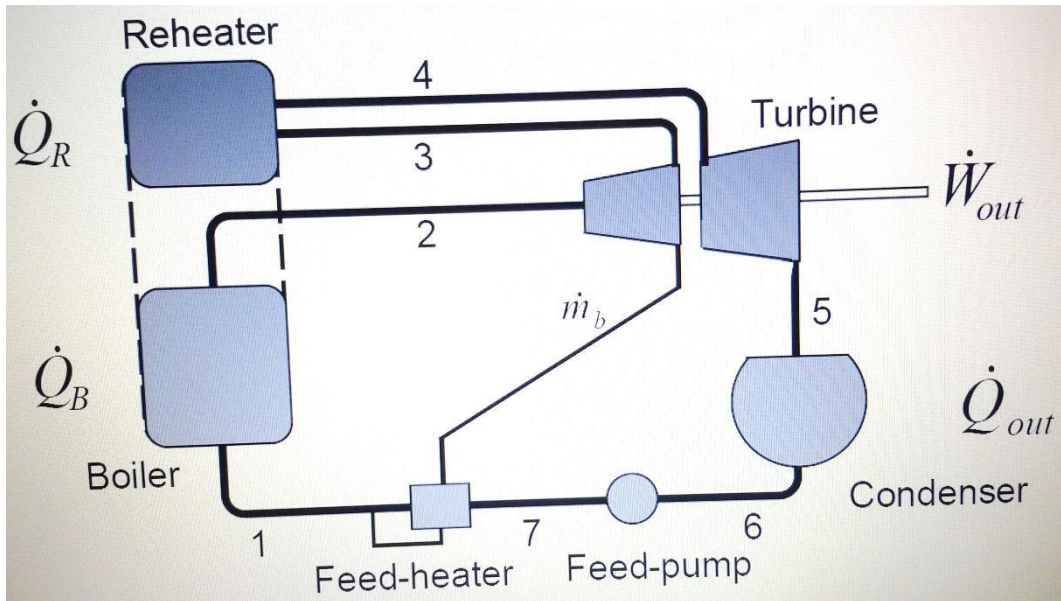 Reheater
4
Turbine
Q̇_R
3
Ẇ_out
2
ṁ_b
5
Q̇_B
Q̇_out
Boiler
Condenser
1
7
6
Feed-heater
Feed-pump